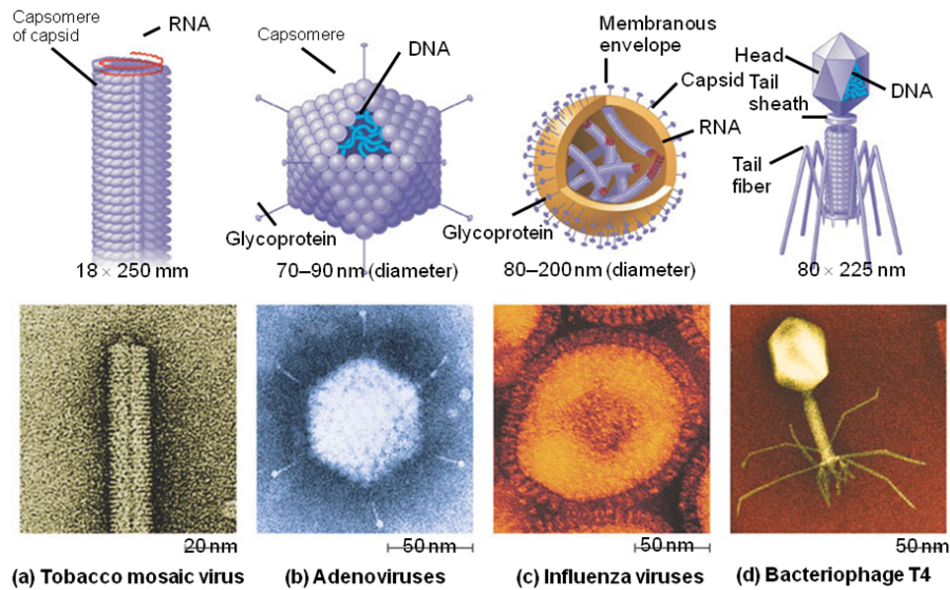 Capsomere
of capsid
RNA
18 × 250 mm
Capsomere
DNA
Glycoprotein
70–90 nm (diameter)
Membranous
envelope
Capsid
RNA
Glycoprotein
80–200 nm (diameter)
Head
DNA
Tail
sheath
Tail
fiber
80 × 225 nm
20 nm
50 nm
50 nm
50 nm
(a) Tobacco mosaic virus
(b) Adenoviruses
(c) Influenza viruses
(d) Bacteriophage T4